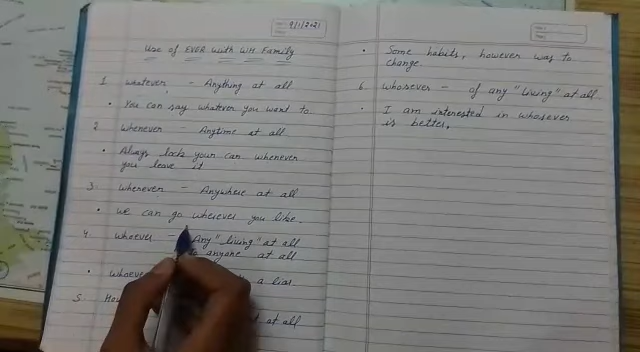 9/1/2021
Use of EVER with WH Family
1 Whatever - Anything at all
• You can say whatever you want to.
2 Whenever - Anytime at all
• Always lock your car whenever
you leave it
3. Wherever - Anywhere at all
• We can go wherever you like.
4. Whoever - Any "living" at all
to anyone at all
• Whoever a liar
5 at all
• Some habits, however was to
change.
6 Whosever - of any "living" at all
• I am interested in whosever
is better.